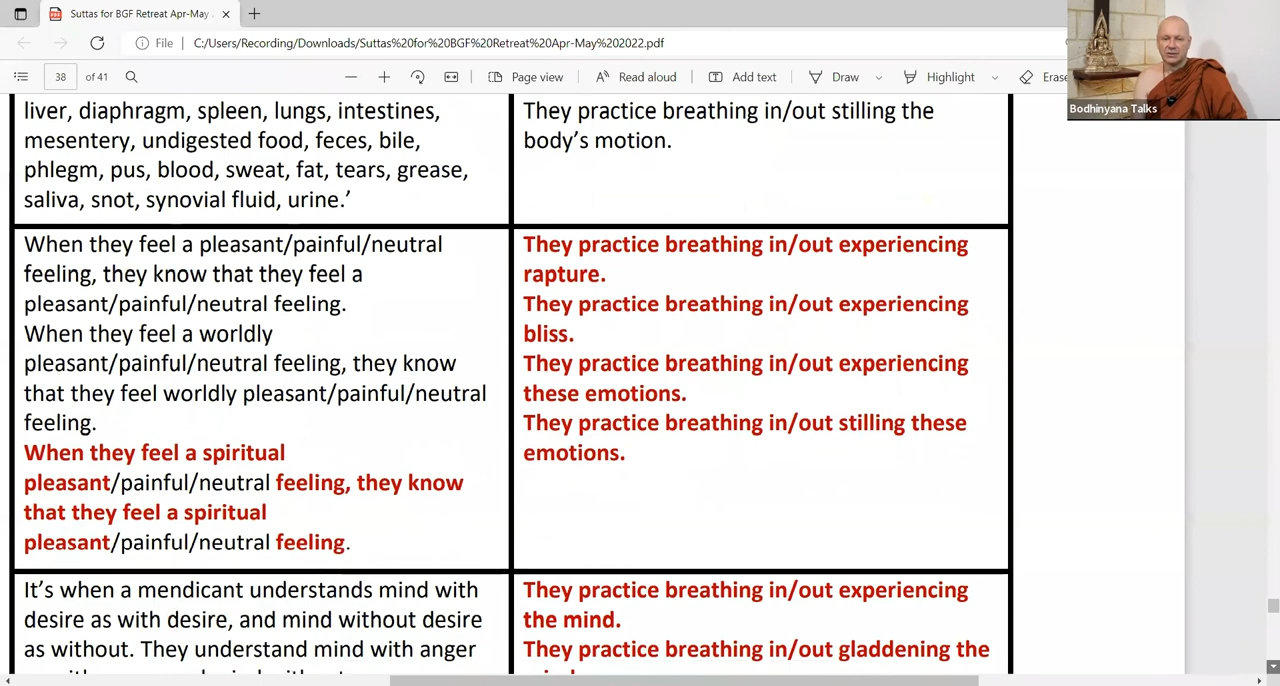 Suttas for BGF Retreat Apr-May
File
C:/Users/Recording/Downloads/Suttas%20for%20BGF%20Retreat%20Apr-May%202022.pdf
38 of 41
Page view
Read aloud
Add text
Draw
Highlight
Erase
Bodhinyana Talks
liver, diaphragm, spleen, lungs, intestines,
mesentery, undigested food, feces, bile,
phlegm, pus, blood, sweat, fat, tears, grease,
saliva, snot, synovial fluid, urine.’
They practice breathing in/out stilling the
body’s motion.
When they feel a pleasant/painful/neutral
feeling, they know that they feel a
pleasant/painful/neutral feeling.
When they feel a worldly
pleasant/painful/neutral feeling, they know
that they feel worldly pleasant/painful/neutral
feeling.
When they feel a spiritual
pleasant/painful/neutral feeling, they know
that they feel a spiritual
pleasant/painful/neutral feeling.
They practice breathing in/out experiencing
rapture.
They practice breathing in/out experiencing
bliss.
They practice breathing in/out experiencing
these emotions.
They practice breathing in/out stilling these
emotions.
It’s when a mendicant understands mind with
desire as with desire, and mind without desire
as without. They understand mind with anger
They practice breathing in/out experiencing
the mind.
They practice breathing in/out gladdening the